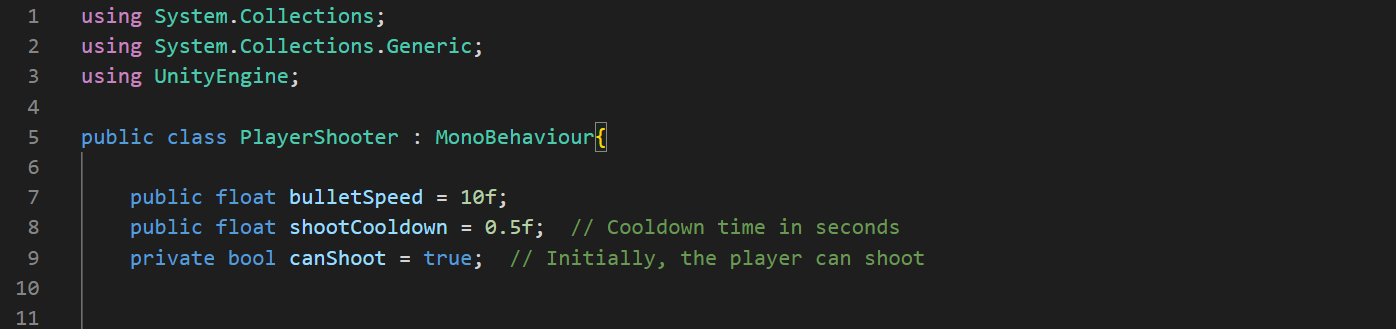 1 using System.Collections;
2 using System.Collections.Generic;
3 using UnityEngine;
4
5 public class PlayerShooter : MonoBehaviour{
6
7 public float bulletSpeed = 10f;
8 public float shootCooldown = 0.5f;  // Cooldown time in seconds
9 private bool canShoot = true;  // Initially, the player can shoot
10
11